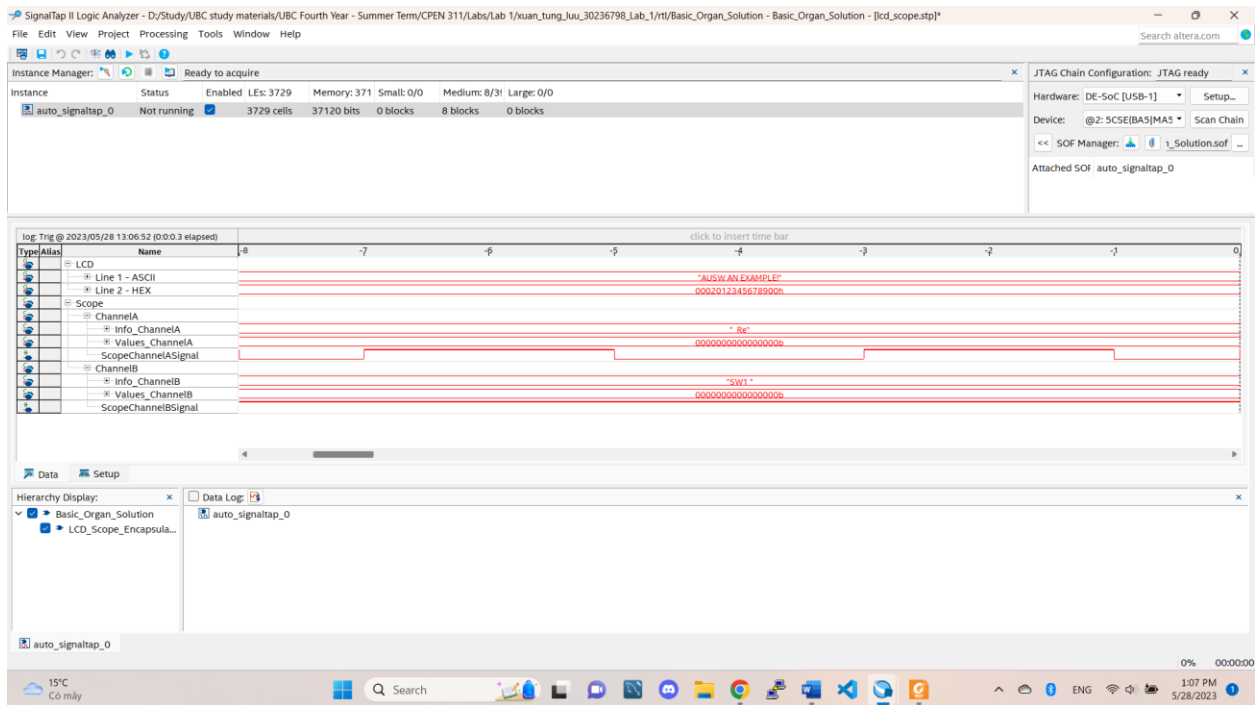 SignalTap II Logic Analyzer - D:/Study/UBC study materials/UBC Fourth Year - Summer Term/CPEN 311/Labs/Lab 1/xuan_tung_luu_30236798_Lab_1/rtl/Basic_Organ_Solution - Basic_Organ_Solution - [lcd_scope.stp]*
File Edit View Project Processing Tools Window Help
Search altera.com
Instance Manager: Ready to acquire
JTAG Chain Configuration: JTAG ready
Instance Status Enabled LEs: 3729 Memory: 371 Small: 0/0 Medium: 8/39 Large: 0/0
auto_signaltap_0 Not running 3729 cells 37120 bits 0 blocks 8 blocks 0 blocks
Hardware: DE-SoC [USB-1] Setup...
Device: @2: 5CSE(BA5|MA5 Scan Chain
<< SOF Manager: _Solution.sof ...
Attached SOF auto_signaltap_0
log: Trig @ 2023/05/28 13:06:52 (0:0:0.3 elapsed) click to insert time bar
Type Alias Name -8 -7 -6 -5 -4 -3 -2 -1 0
LCD
Line 1 - ASCII "AUSW AN EXAMPLE!"
Line 2 - HEX 0002012345678900h
Scope
ChannelA
Info_ChannelA " Re"
Values_ChannelA 0000000000000000b
ScopeChannelASignal
ChannelB
Info_ChannelB "SW1 "
Values_ChannelB 0000000000000000b
ScopeChannelBSignal
Data Setup
Hierarchy Display: Data Log:
Basic_Organ_Solution auto_signaltap_0
LCD_Scope_Encapsula...
auto_signaltap_0
0% 00:00:00
15°C
Có mây
Search
ENG
1:07 PM
5/28/2023
1